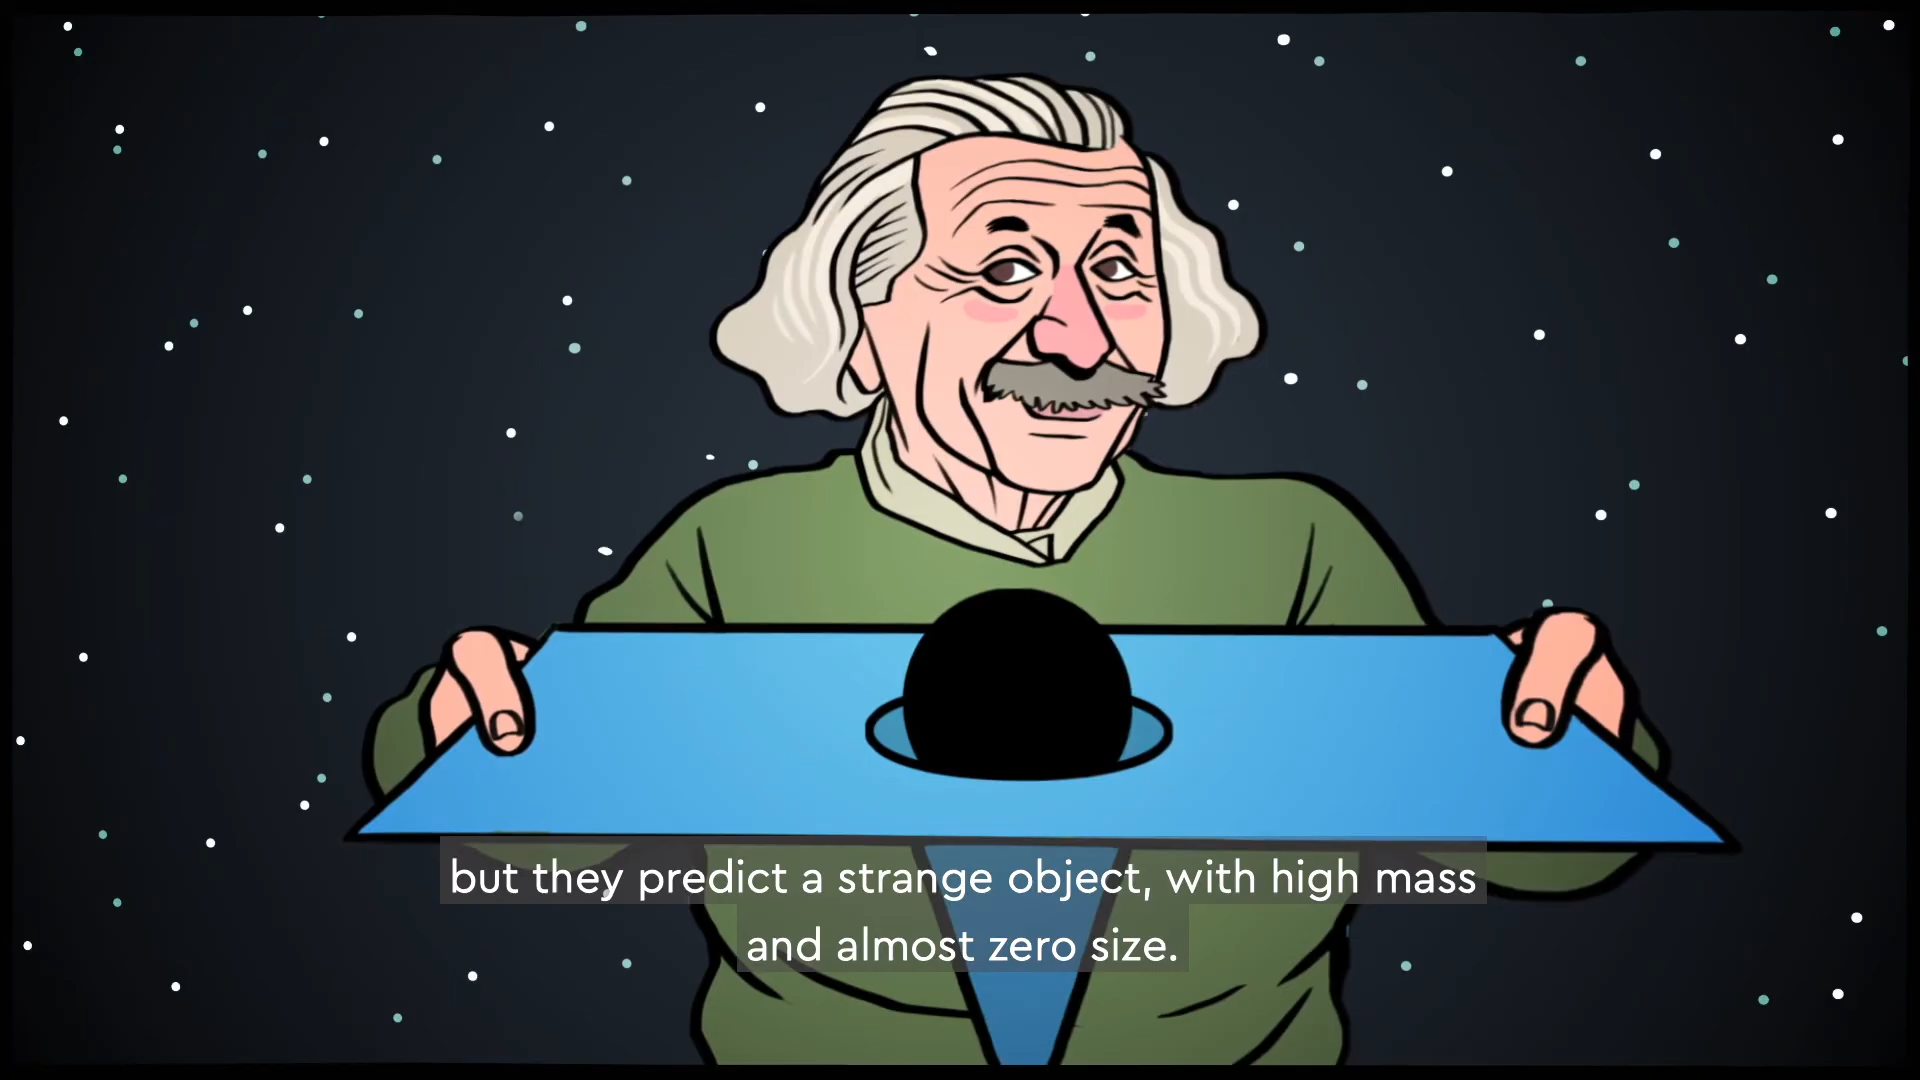 but they predict a strange object, with high mass
and almost zero size.